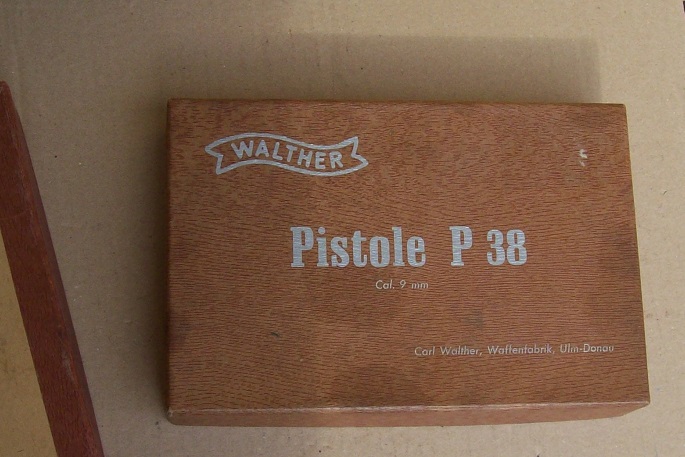 WALTHER
Pistole P 38
Cal. 9 mm
Carl Walther, Waffenfabrik, Ulm-Donau